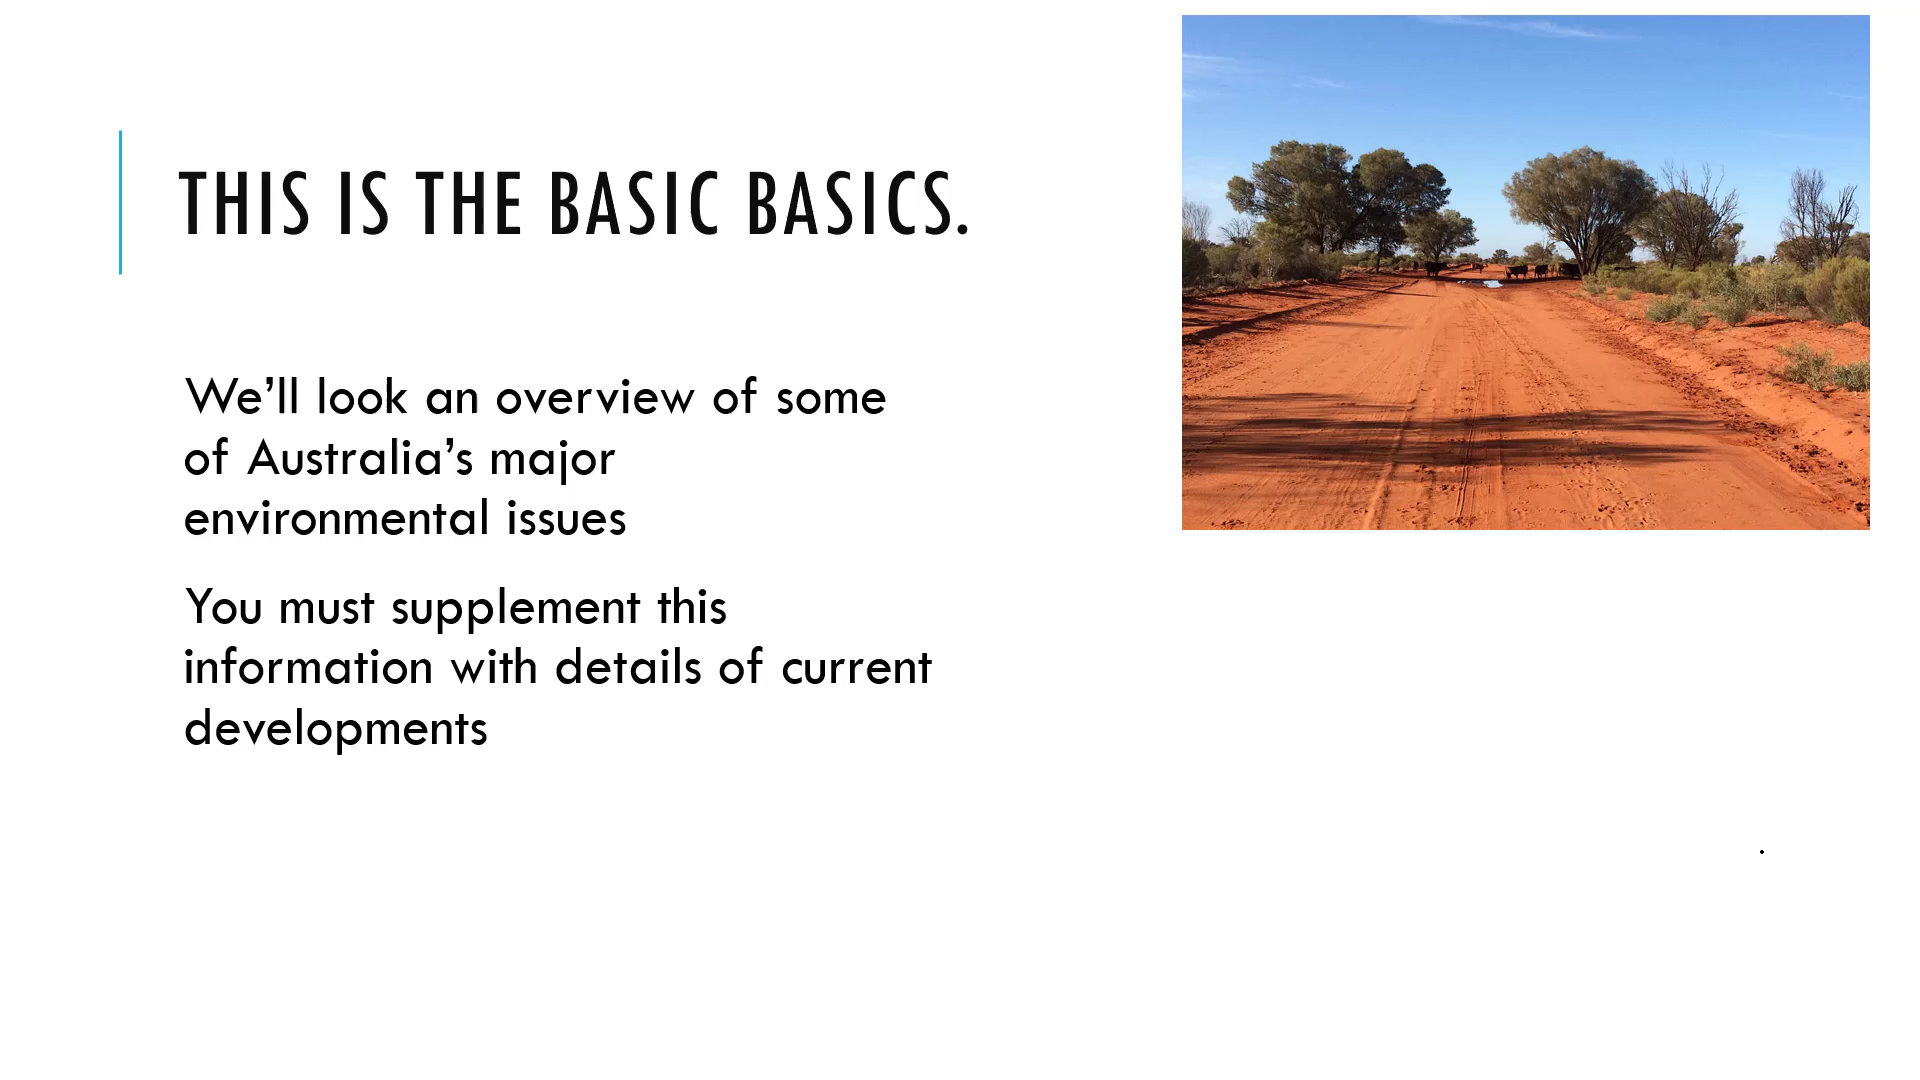 THIS IS THE BASIC BASICS.
We’ll look an overview of some
of Australia’s major
environmental issues
You must supplement this
information with details of current
developments
.